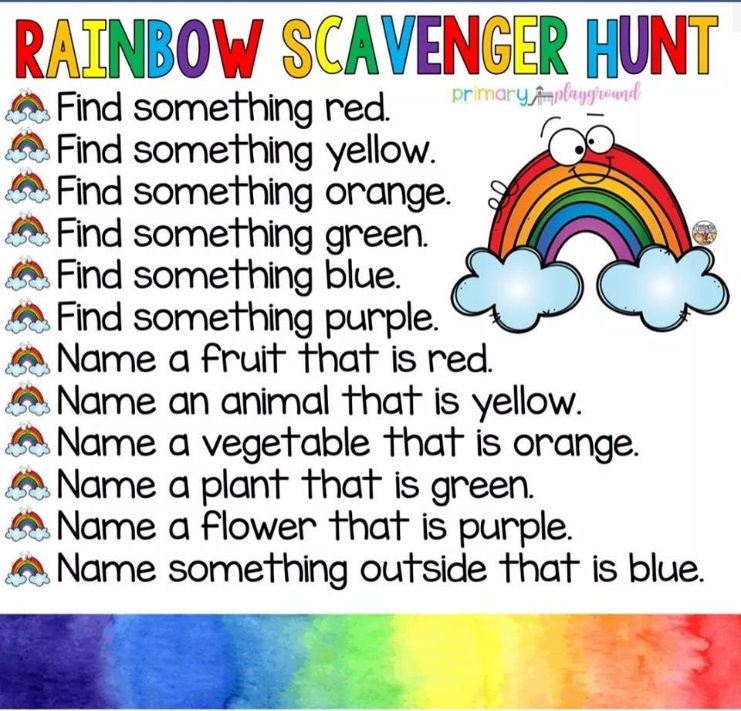 RAINBOW SCAVENGER HUNT
primary playground
Find something red.
Find something yellow.
Find something orange.
Find something green.
Find something blue.
Find something purple.
Name a fruit that is red.
Name an animal that is yellow.
Name a vegetable that is orange.
Name a plant that is green.
Name a flower that is purple.
Name something outside that is blue.